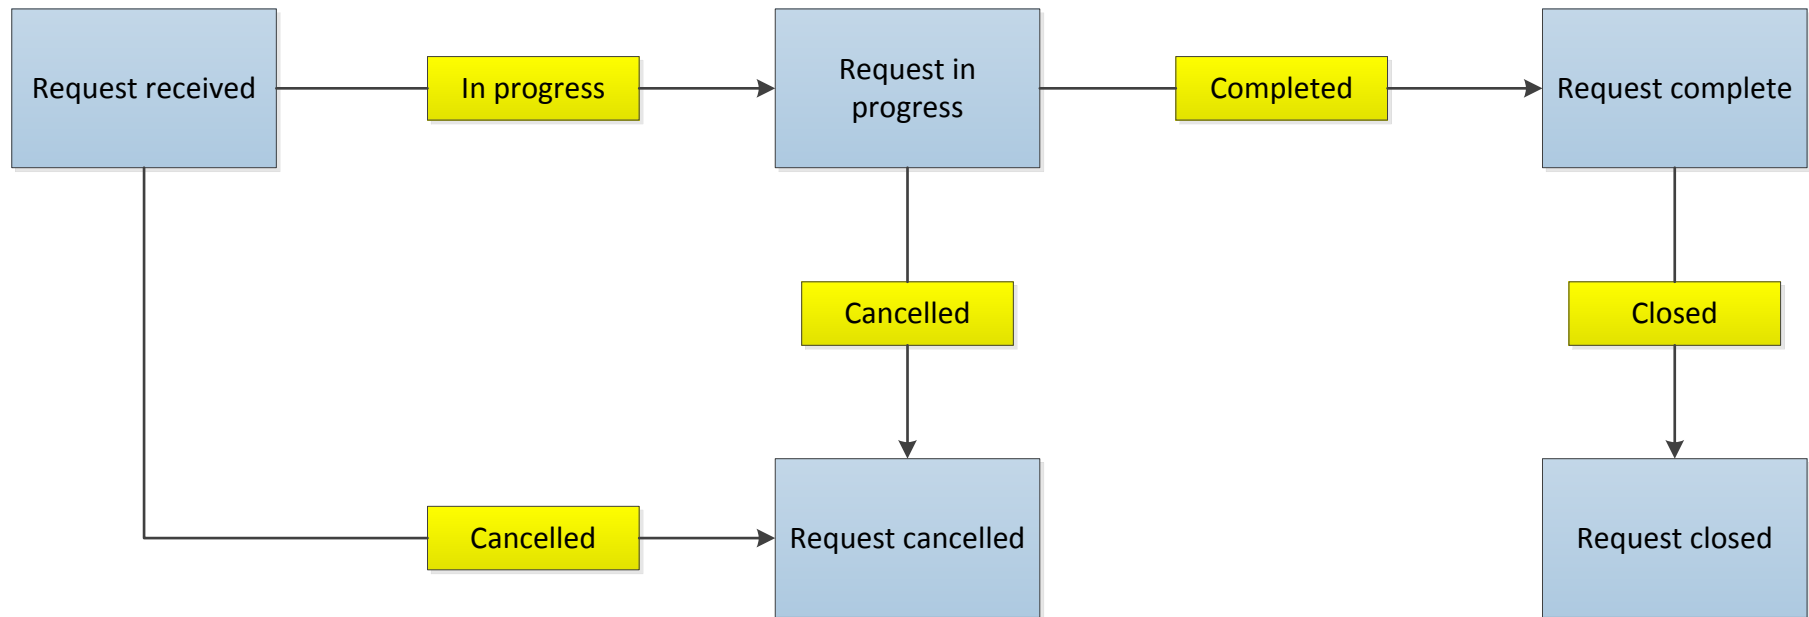 Request received
In progress
Request in
progress
Completed
Request complete
Cancelled
Closed
Cancelled
Request cancelled
Request closed